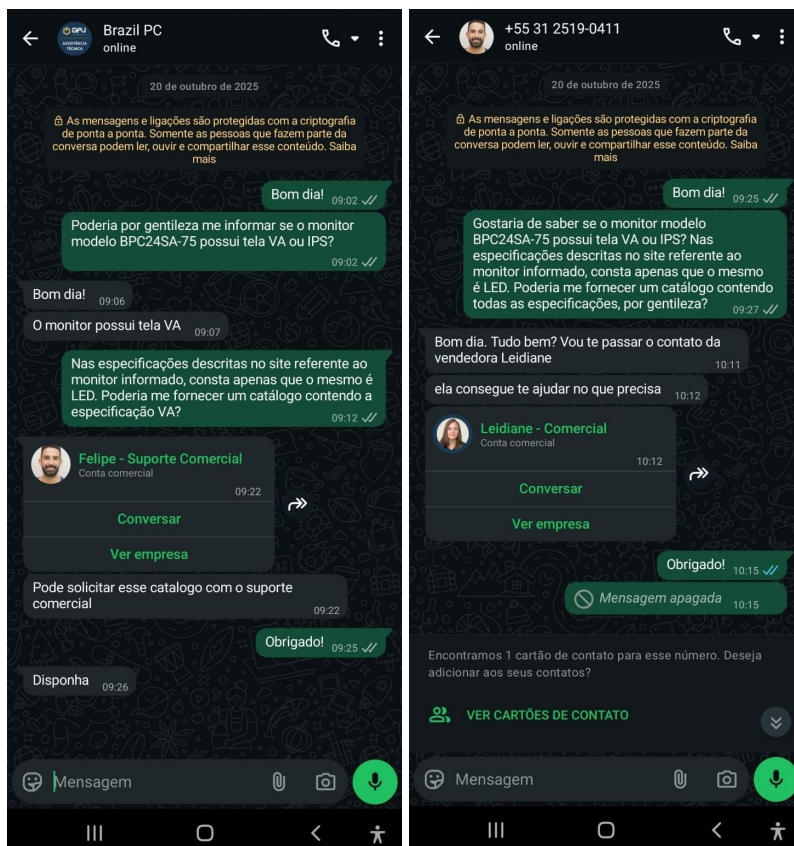 Brazil PC
online
20 de outubro de 2025
As mensagens e ligações são protegidas com a criptografia
de ponta a ponta. Somente as pessoas que fazem parte da
conversa podem ler, ouvir e compartilhar esse conteúdo. Saiba
mais
Bom dia! 09:02
Poderia por gentileza me informar se o monitor
modelo BPC24SA-75 possui tela VA ou IPS?
09:02
Bom dia! 09:06
O monitor possui tela VA 09:07
Nas especificações descritas no site referente ao
monitor informado, consta apenas que o mesmo é
LED. Poderia me fornecer um catálogo contendo a
especificação VA?
09:12
Felipe - Suporte Comercial
Conta comercial
09:22
Conversar
Ver empresa
Pode solicitar esse catalogo com o suporte
comercial
09:22
Obrigado! 09:25
Disponha 09:26
Mensagem
+55 31 2519-0411
online
20 de outubro de 2025
As mensagens e ligações são protegidas com a criptografia
de ponta a ponta. Somente as pessoas que fazem parte da
conversa podem ler, ouvir e compartilhar esse conteúdo. Saiba
mais
Bom dia! 09:25
Gostaria de saber se o monitor modelo
BPC24SA-75 possui tela VA ou IPS? Nas
especificações descritas no site referente ao
monitor informado, consta apenas que o mesmo
é LED. Poderia me fornecer um catálogo contendo
todas as especificações, por gentileza?
09:27
Bom dia. Tudo bem? Vou te passar o contato da
vendedora Leidiane
10:11
ela consegue te ajudar no que precisa 10:12
Leidiane - Comercial
Conta comercial
10:12
Conversar
Ver empresa
Obrigado! 10:15
Mensagem apagada 10:15
Encontramos 1 cartão de contato para esse número. Deseja
adicionar aos seus contatos?
VER CARTÕES DE CONTATO
Mensagem